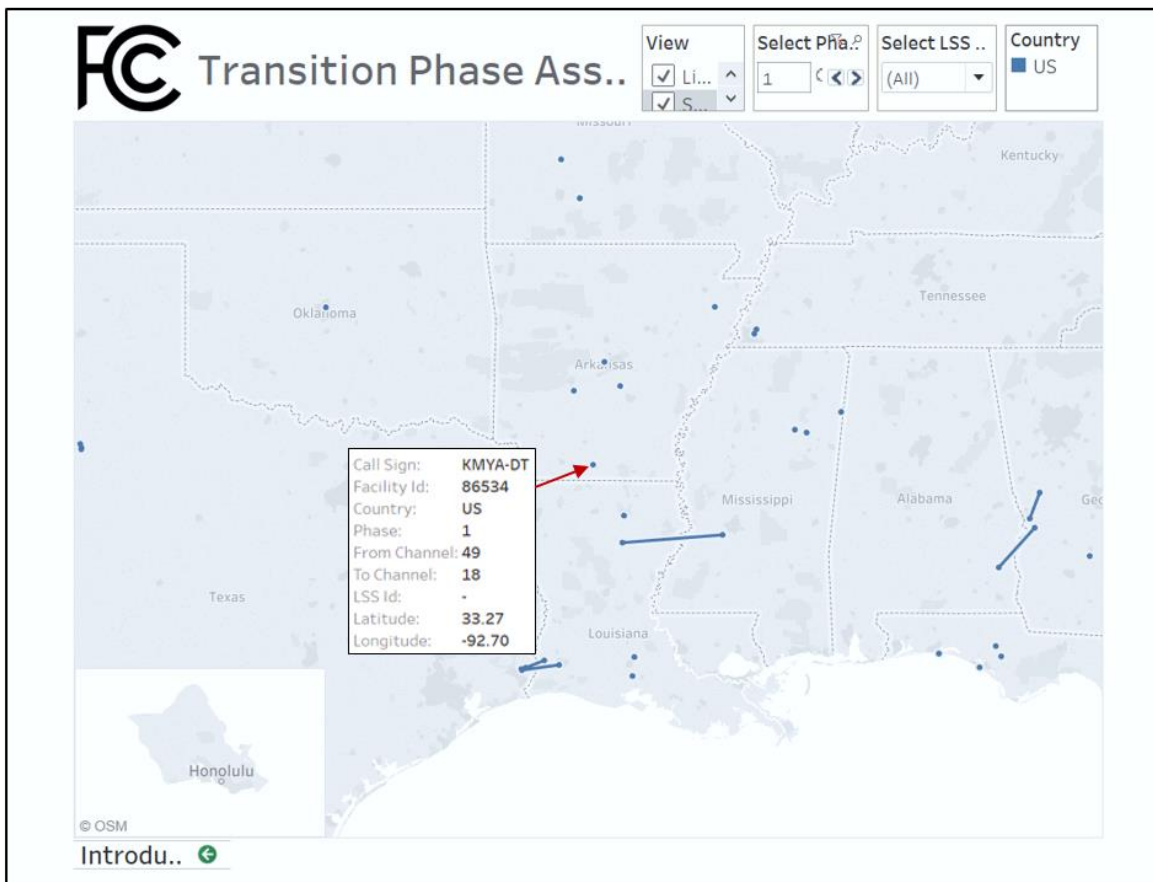 FCC
Transition Phase Ass..
View
Li...
S...
Select Pha..
1
Select LSS ..
(All)
Country
US
Missouri
Kentucky
Oklahoma
Tennessee
Arkansas
Call Sign: KMYA-DT
Facility Id: 86534
Country: US
Phase: 1
From Channel: 49
To Channel: 18
LSS Id: -
Latitude: 33.27
Longitude: -92.70
Mississippi
Alabama
Geo
Texas
Louisiana
Honolulu
© OSM
Introdu..